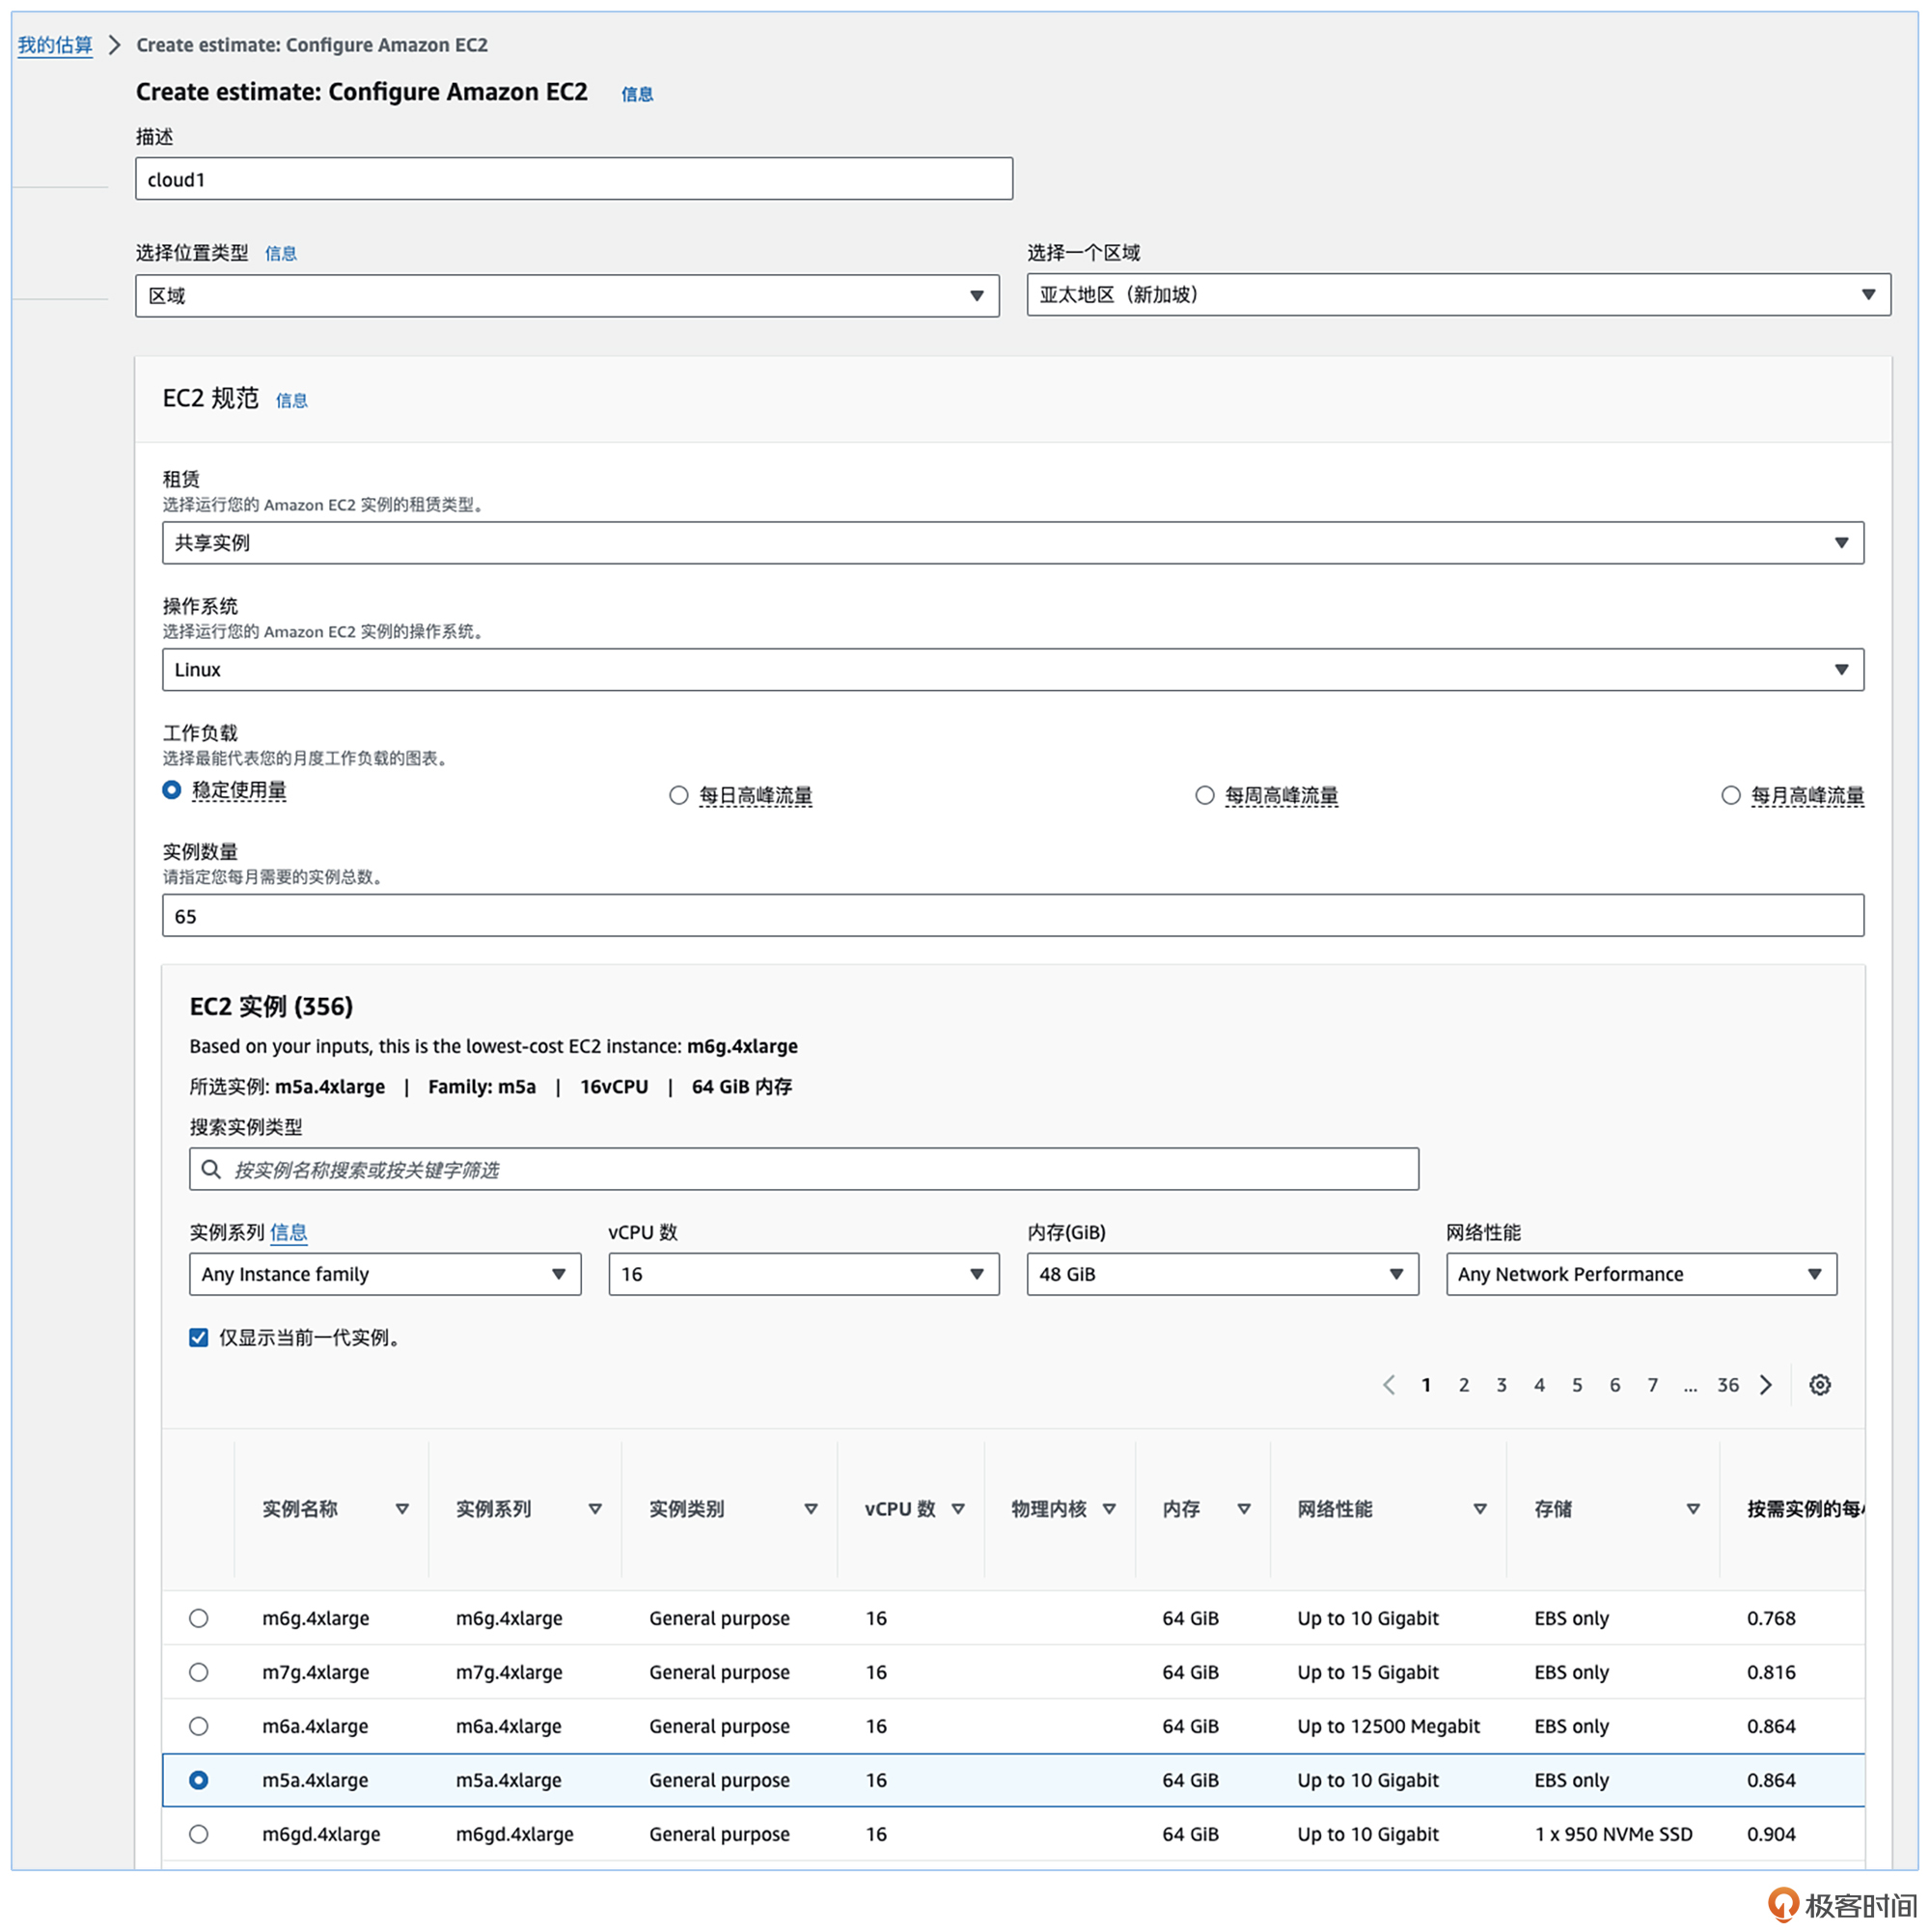 我的估算 > Create estimate: Configure Amazon EC2
Create estimate: Configure Amazon EC2 信息
描述
cloud1
选择位置类型 信息 选择一个区域
区域 亚太地区（新加坡）
EC2 规范 信息
租赁
选择运行您的 Amazon EC2 实例的租赁类型。
共享实例
操作系统
选择运行您的 Amazon EC2 实例的操作系统。
Linux
工作负载
选择最能代表您的月度工作负载的图表。
稳定使用量 每日高峰流量 每周高峰流量 每月高峰流量
实例数量
请指定您每月需要的实例总数。
65
EC2 实例 (356)
Based on your inputs, this is the lowest-cost EC2 instance: m6g.4xlarge
所选实例: m5a.4xlarge | Family: m5a | 16vCPU | 64 GiB 内存
搜索实例类型
按实例名称搜索或按关键字筛选
实例系列 信息 vCPU 数 内存(GiB) 网络性能
Any Instance family 16 48 GiB Any Network Performance
仅显示当前一代实例。
1 2 3 4 5 6 7 ... 36
实例名称 实例系列 实例类别 vCPU 数 物理内核 内存 网络性能 存储 按需实例的每
m6g.4xlarge m6g.4xlarge General purpose 16 64 GiB Up to 10 Gigabit EBS only 0.768
m7g.4xlarge m7g.4xlarge General purpose 16 64 GiB Up to 15 Gigabit EBS only 0.816
m6a.4xlarge m6a.4xlarge General purpose 16 64 GiB Up to 12500 Megabit EBS only 0.864
m5a.4xlarge m5a.4xlarge General purpose 16 64 GiB Up to 10 Gigabit EBS only 0.864
m6gd.4xlarge m6gd.4xlarge General purpose 16 64 GiB Up to 10 Gigabit 1 x 950 NVMe SSD 0.904
极客时间